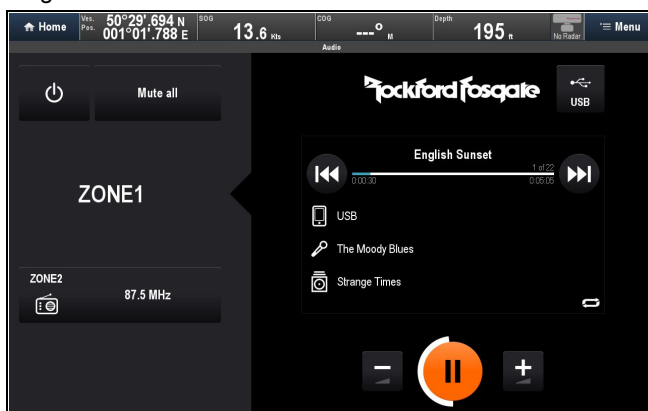 Home
Ves. Pos. 50°29'.694 N
001°01'.788 E
SOG 13.6 Kts
COG ---° M
Depth 195 ft
No Radar
Menu
Audio
Mute all
Rockford Fosgate
USB
English Sunset
1 of 22
0:00:30
0:05:05
ZONE1
USB
The Moody Blues
Strange Times
ZONE2
87.5 MHz